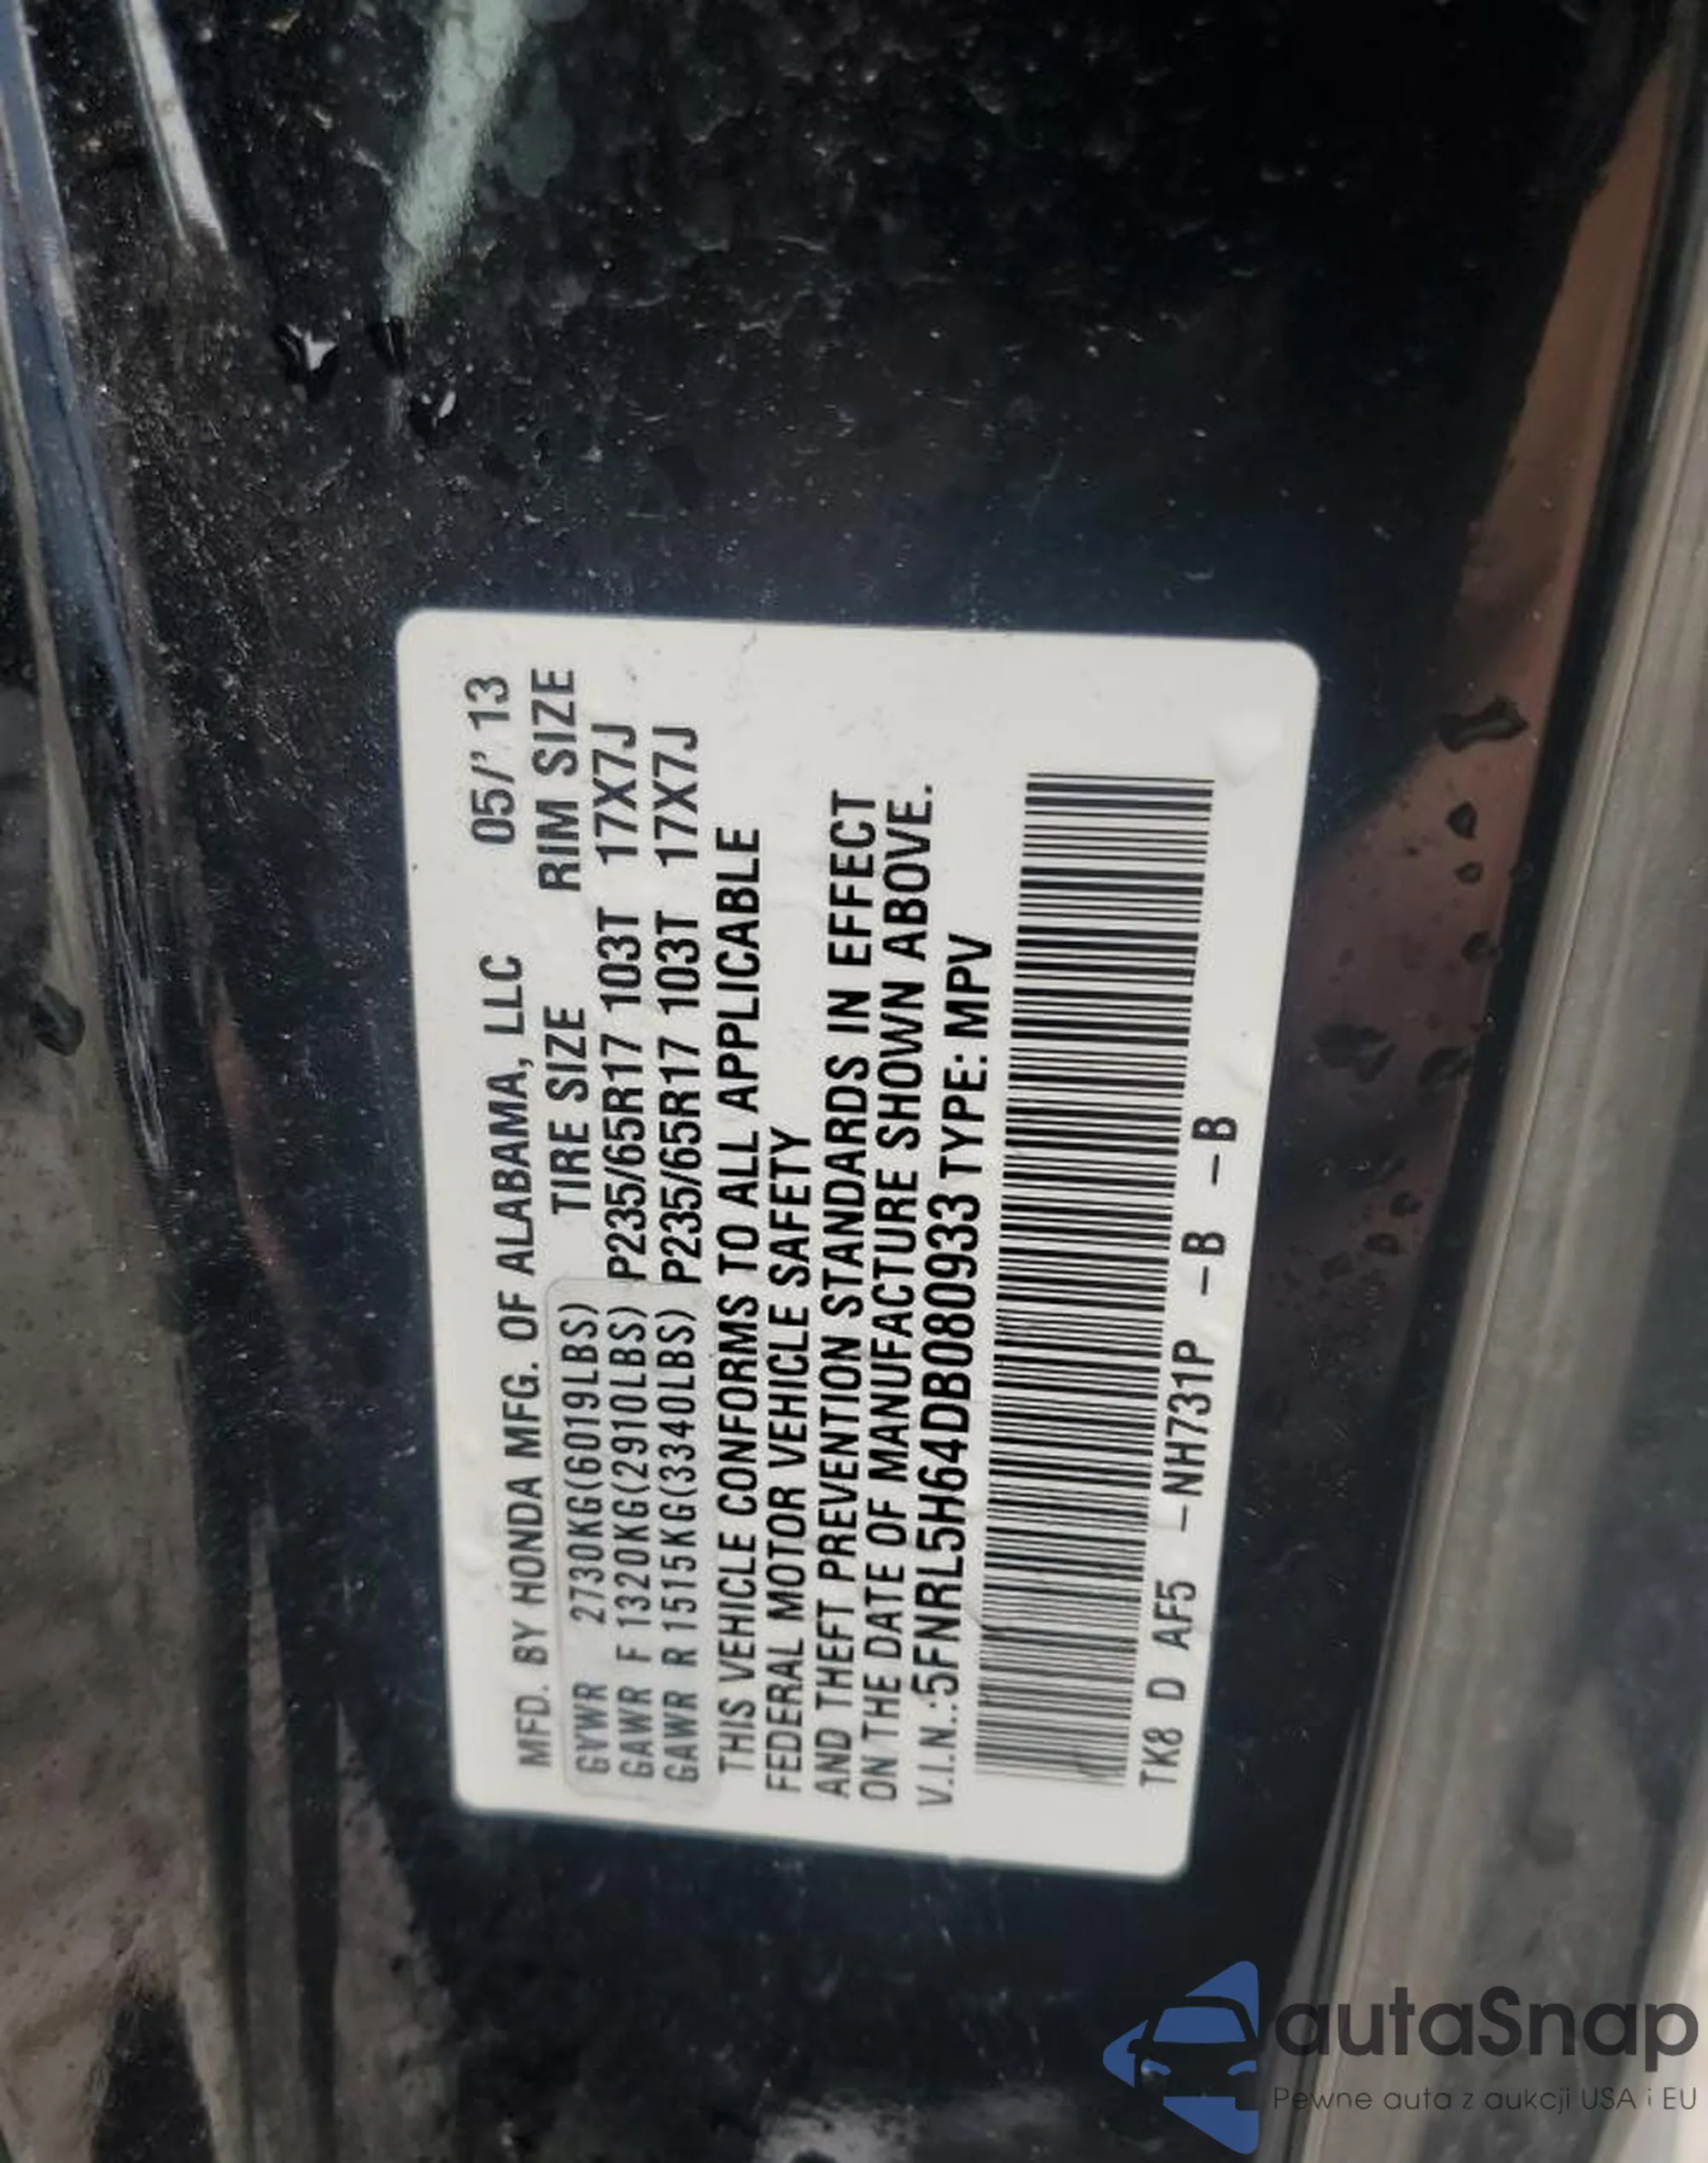 MFD. BY HONDA MFG. OF ALABAMA, LLC 05/'13
TIRE SIZE RIM SIZE
GVWR 2730KG(6019LBS)
GAWR F 1320KG(2910LBS) P235/65R17 103T 17X7J
GAWR R 1515KG(3340LBS) P235/65R17 103T 17X7J
THIS VEHICLE CONFORMS TO ALL APPLICABLE
FEDERAL MOTOR VEHICLE SAFETY
AND THEFT PREVENTION STANDARDS IN EFFECT
ON THE DATE OF MANUFACTURE SHOWN ABOVE.
V.I.N.:5FNRL5H64DB080933 TYPE: MPV
TK8 D AF5 -NH731P -B -B
autaSnap
Pewne auta z aukcji USA i EU